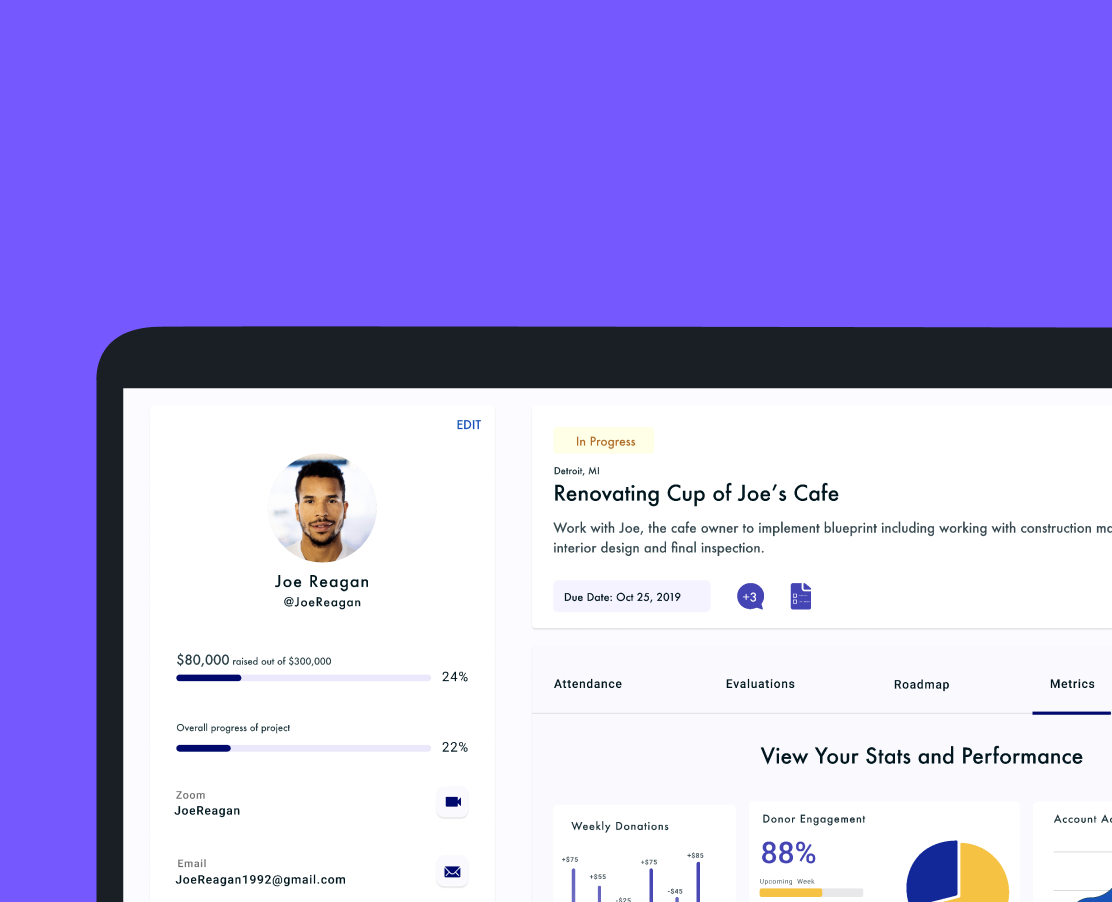 EDIT
Joe Reagan
@JoeReagan
$80,000 raised out of $300,000
24%
Overall progress of project
22%
Zoom
JoeReagan
Email
JoeReagan1992@gmail.com
In Progress
Detroit, MI
Renovating Cup of Joe's Cafe
Work with Joe, the cafe owner to implement blueprint including working with construction
interior design and final inspection.
Due Date: Oct 25, 2019
+3
Attendance
Evaluations
Roadmap
Metrics
View Your Stats and Performance
Weekly Donations
+$75
+$55
-$25
+$75
-$45
+$85
Donor Engagement
88%
Upcoming Week
Account